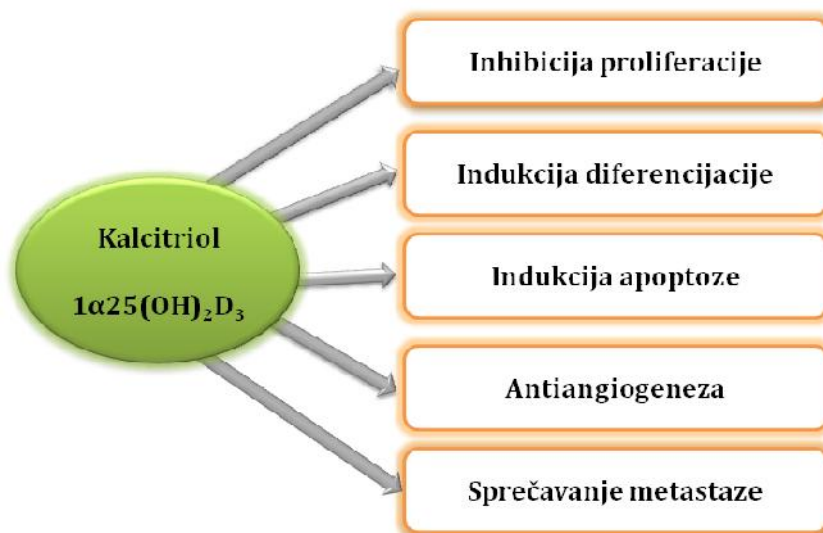 Kalcitriol
1α25(OH)₂D₃
Inhibicija proliferacije
Indukcija diferencijacije
Indukcija apoptoze
Antiangiogeneza
Sprečavanje metastaze